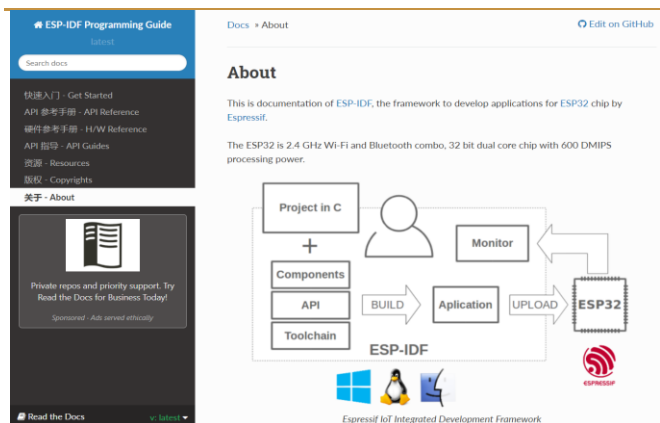 ESP-IDF Programming Guide
latest
Search docs
快速入门 - Get Started
API 参考手册 - API Reference
硬件参考手册 - H/W Reference
API 指导 - API Guides
资源 - Resources
版权 - Copyrights
关于 - About
Private repos and priority support. Try
Read the Docs for Business Today!
Sponsored - Ads served ethically
Read the Docs
v: latest
Docs » About
Edit on GitHub
About
This is documentation of ESP-IDF, the framework to develop applications for ESP32 chip by
Espressif.
The ESP32 is 2.4 GHz Wi-Fi and Bluetooth combo, 32 bit dual core chip with 600 DMIPS
processing power.
Project in C
+
Components
API
Toolchain
BUILD
Aplication
UPLOAD
Monitor
ESP32
ESP-IDF
ESPRESSIF
Espressif IoT Integrated Development Framework